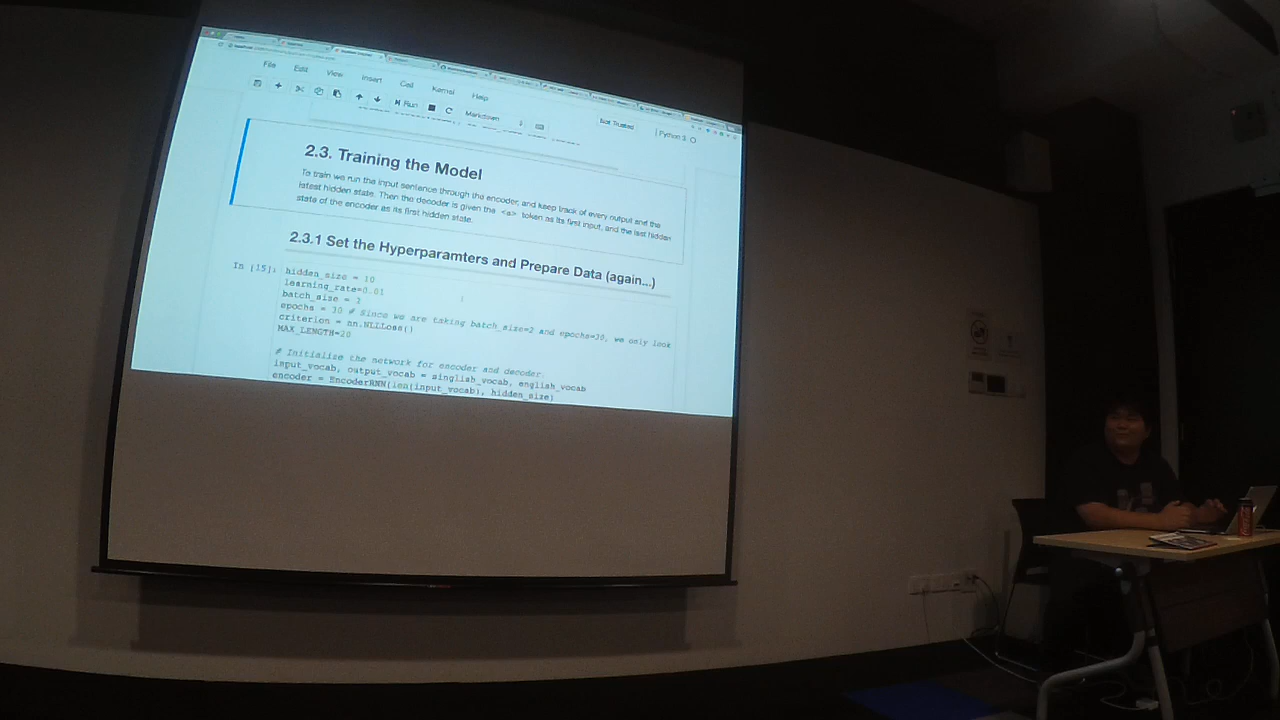 File Edit View Insert Cell Kernel Help
Run Markdown Not Trusted Python 3
2.3. Training the Model
To train we run the input sentence through the encoder, and keep track of every output and the
latest hidden state. Then the decoder is given the <s> token as its first input, and the last hidden
state of the encoder as its first hidden state.
2.3.1 Set the Hyperparamters and Prepare Data (again...)
In [15]: hidden_size = 10
learning_rate=0.01
batch_size = 2
epochs = 30 # Since we are taking batch_size=2 and epochs=30, we only look
criterion = nn.NLLLoss()
MAX_LENGTH=20
# Initialize the network for encoder and decoder.
input_vocab, output_vocab = singlish_vocab, english_vocab
encoder = EncoderRNN(len(input_vocab), hidden_size)